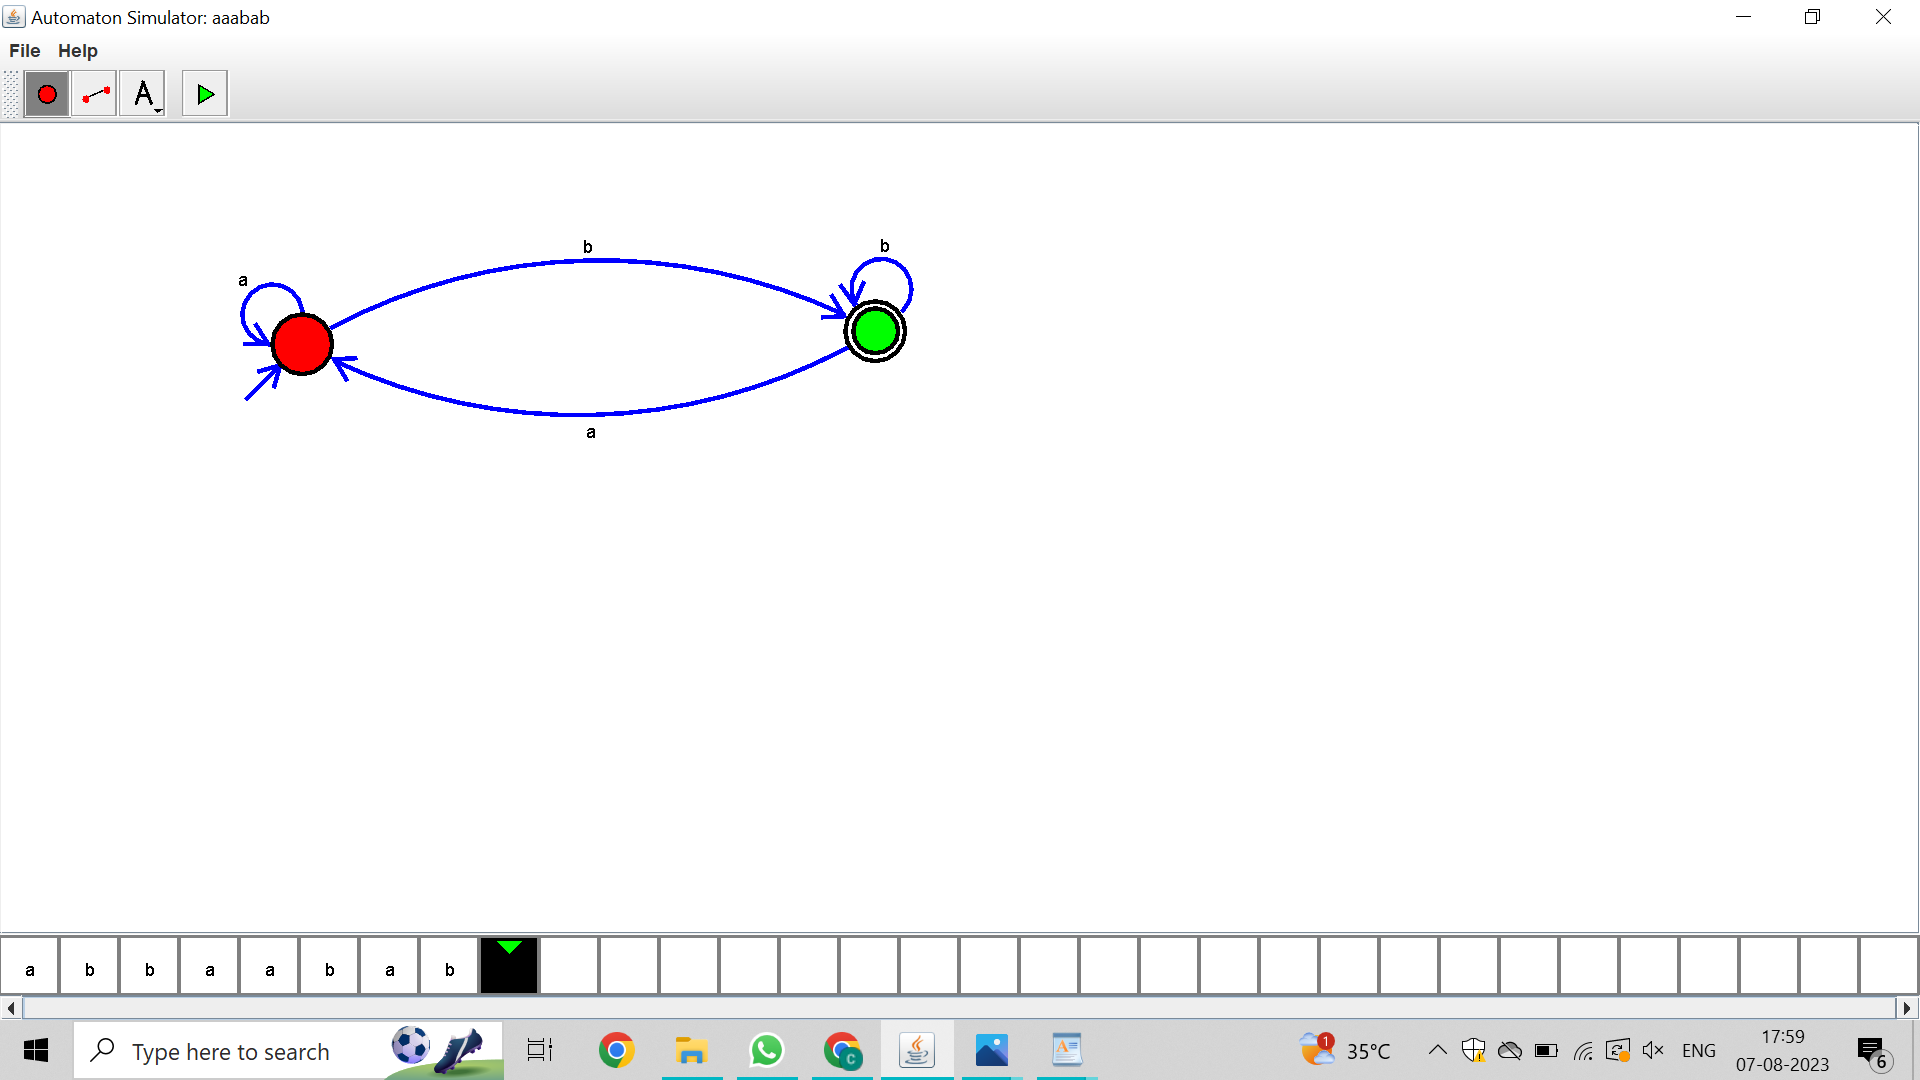 Automaton Simulator: aaabab
File Help
A
b
b
a
a
a b b a a b a b
Type here to search
C
1
35°C
ENG
17:59
07-08-2023
6